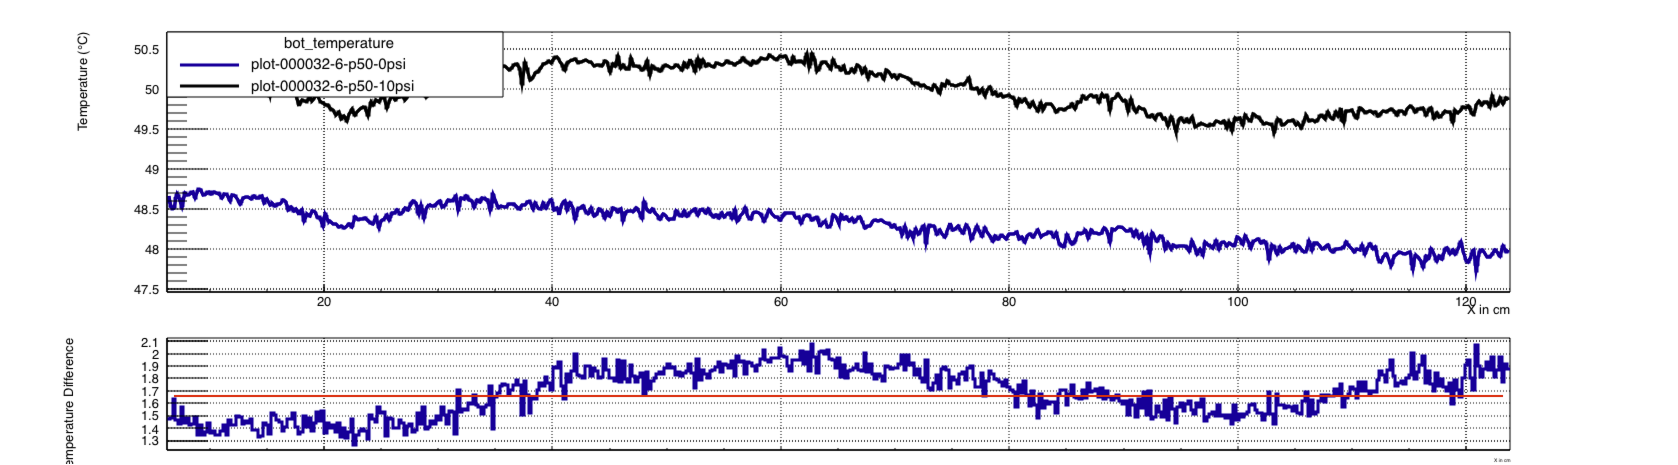 Temperature (°C)
bot_temperature
plot-000032-6-p50-0psi
plot-000032-6-p50-10psi
50.5
50
49.5
49
48.5
48
47.5
20 40 60 80 100 120
X in cm
emperature Difference
2.1
2
1.9
1.8
1.7
1.6
1.5
1.4
1.3
X in cm